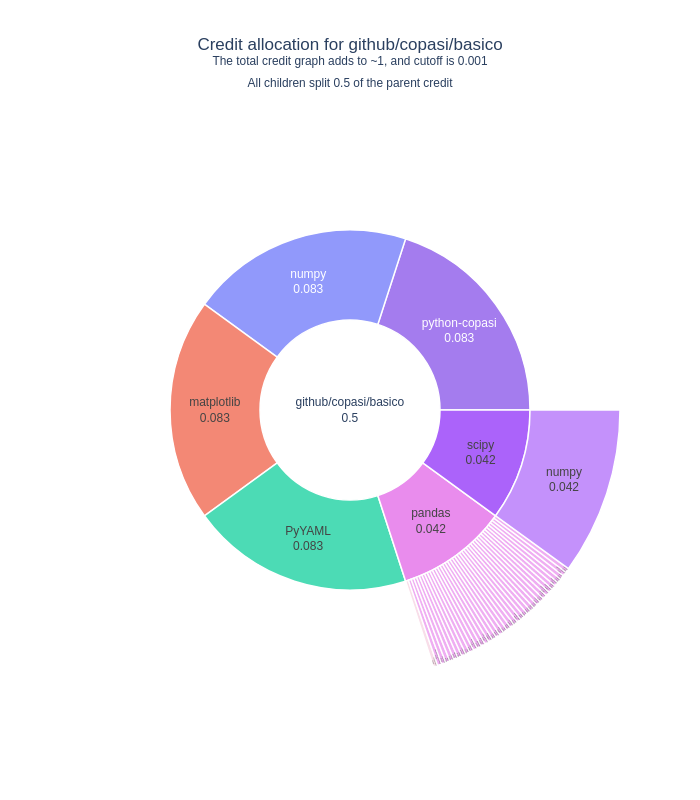 Credit allocation for github/copasi/basico
The total credit graph adds to ~1, and cutoff is 0.001
All children split 0.5 of the parent credit
numpy
0.083
python-copasi
0.083
matplotlib
0.083
github/copasi/basico
0.5
scipy
0.042
numpy
0.042
pandas
0.042
PyYAML
0.083